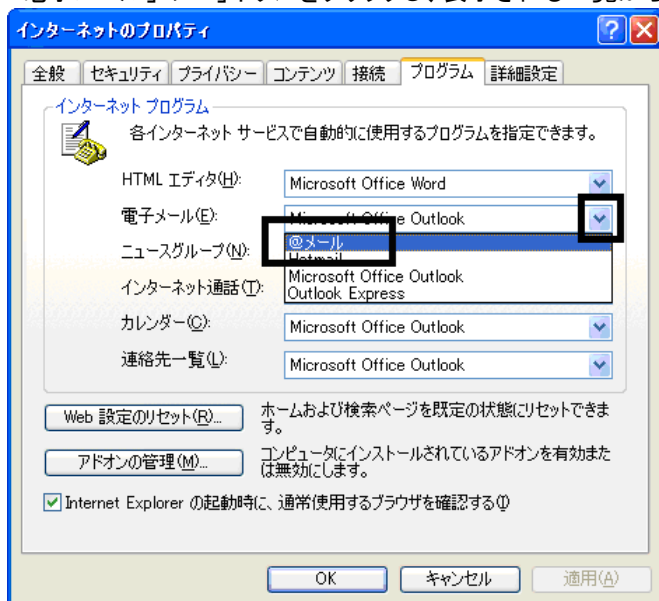 インターネットのプロパティ
全般 セキュリティ プライバシー コンテンツ 接続 プログラム 詳細設定
インターネット プログラム
各インターネット サービスで自動的に使用するプログラムを指定できます。
HTML エディタ(H):
Microsoft Office Word
電子メール(E):
Microsoft Office Outlook
@メール
Hotmail
Microsoft Office Outlook
Outlook Express
ニュースグループ(N):
インターネット通話(T):
カレンダー(C):
Microsoft Office Outlook
連絡先一覧(L):
Microsoft Office Outlook
Web 設定のリセット(R)...
ホームおよび検索ページを既定の状態にリセットできま
す。
アドオンの管理(M)...
コンピュータにインストールされているアドオンを有効また
は無効にします。
Internet Explorer の起動時に、通常使用するブラウザを確認する(I)
OK キャンセル 適用(A)